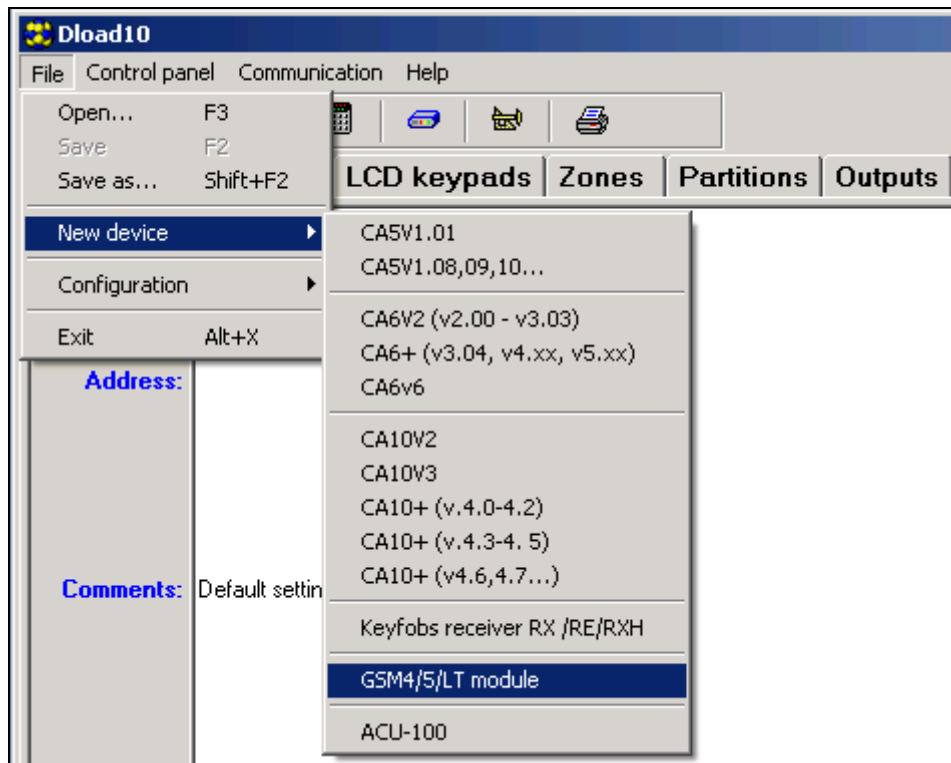 Dload10
File Control panel Communication Help
Open... F3
Save F2
Save as... Shift+F2
New device
Configuration
Exit Alt+X
LCD keypads Zones Partitions Outputs
CA5V1.01
CA5V1.08,09,10...
CA6V2 (v2.00 - v3.03)
CA6+ (v3.04, v4.xx, v5.xx)
CA6v6
CA10V2
CA10V3
CA10+ (v.4.0-4.2)
CA10+ (v.4.3-4. 5)
CA10+ (v4.6,4.7...)
Keyfobs receiver RX /RE/RXH
GSM4/5/LT module
ACU-100
Address:
Comments: Default settin